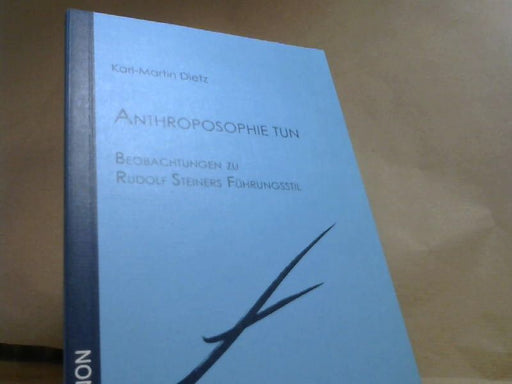 Karl-Martin Dietz
ANTHROPOSOPHIE TUN
BEOBACHTUNGEN ZU
RUDOLF STEINERS FÜHRUNGSSTIL